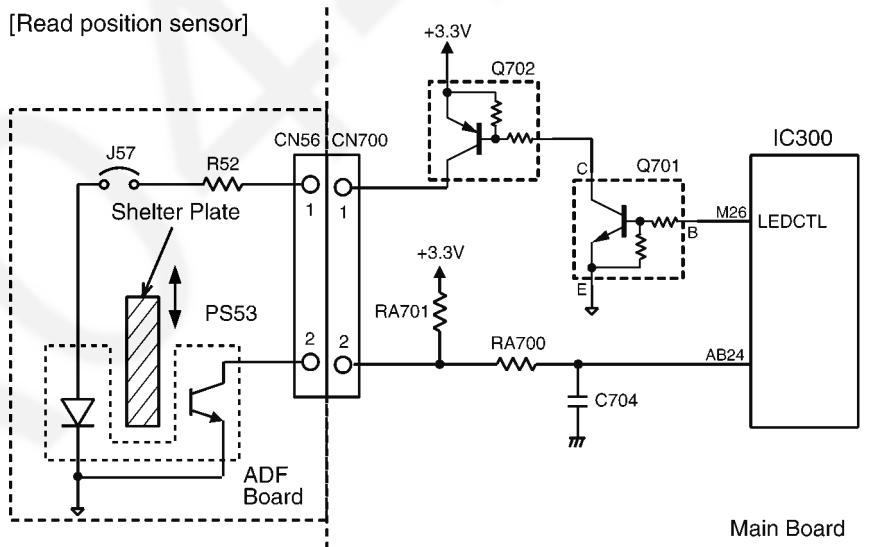 [Read position sensor]
+3.3V
Q702
CN56
CN700
IC300
J57
R52
C
Q701
Shelter Plate
1
1
M26
LEDCTL
B
+3.3V
E
PS53
RA701
2
2
RA700
AB24
C704
ADF
Board
Main Board